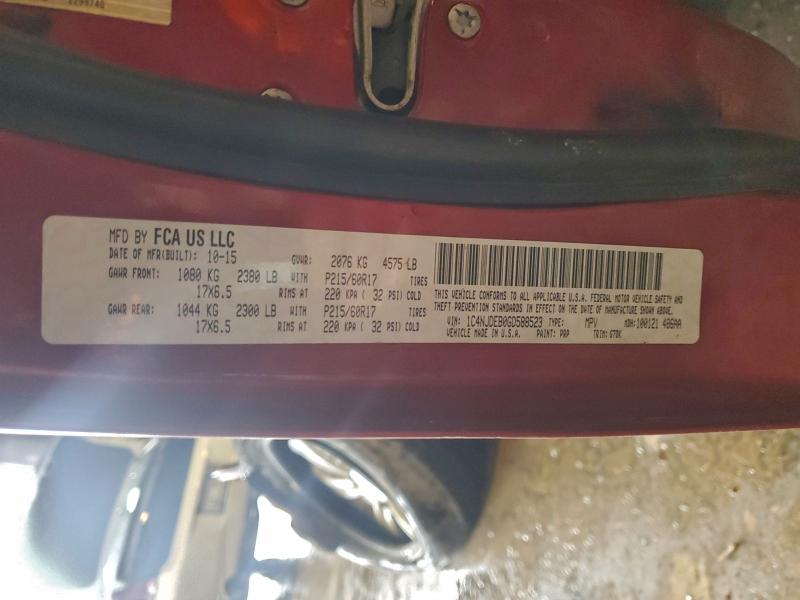 MFD BY FCA US LLC
DATE OF MFR(BUILT): 10-15 GVWR: 2076 KG 4575 LB
GAWR FRONT: 1080 KG 2380 LB WITH P215/60R17 TIRES
17X6.5 RIMS AT 220 KPA ( 32 PSI) COLD
GAWR REAR: 1044 KG 2300 LB WITH P215/60R17 TIRES
17X6.5 RIMS AT 220 KPA ( 32 PSI) COLD
THIS VEHICLE CONFORMS TO ALL APPLICABLE U.S.A. FEDERAL MOTOR VEHICLE SAFETY AND
THEFT PREVENTION STANDARDS IN EFFECT ON THE DATE OF MANUFACTURE SHOWN ABOVE.
VIN: 1C4NJDEB0GD588523 TYPE: MPV MDH:100121 486AA
VEHICLE MADE IN U.S.A. PAINT: PRP TRIM: